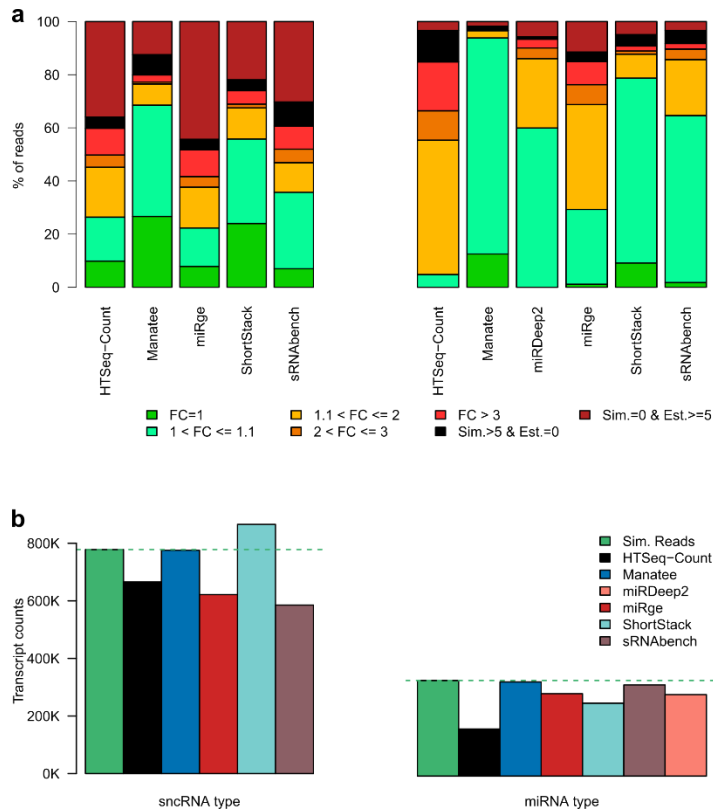 a
% of reads
100
80
60
40
20
0
HTSeq−Count
Manatee
miRge
ShortStack
sRNAbench
HTSeq−Count
Manatee
miRDeep2
miRge
ShortStack
sRNAbench
FC=1
1.1 < FC <= 2
FC > 3
Sim.=0 & Est.>=5
1 < FC <= 1.1
2 < FC <= 3
Sim.>5 & Est.=0
b
Transcript counts
800K
600K
400K
200K
0K
Sim. Reads
HTSeq−Count
Manatee
miRDeep2
miRge
ShortStack
sRNAbench
sncRNA type
miRNA type